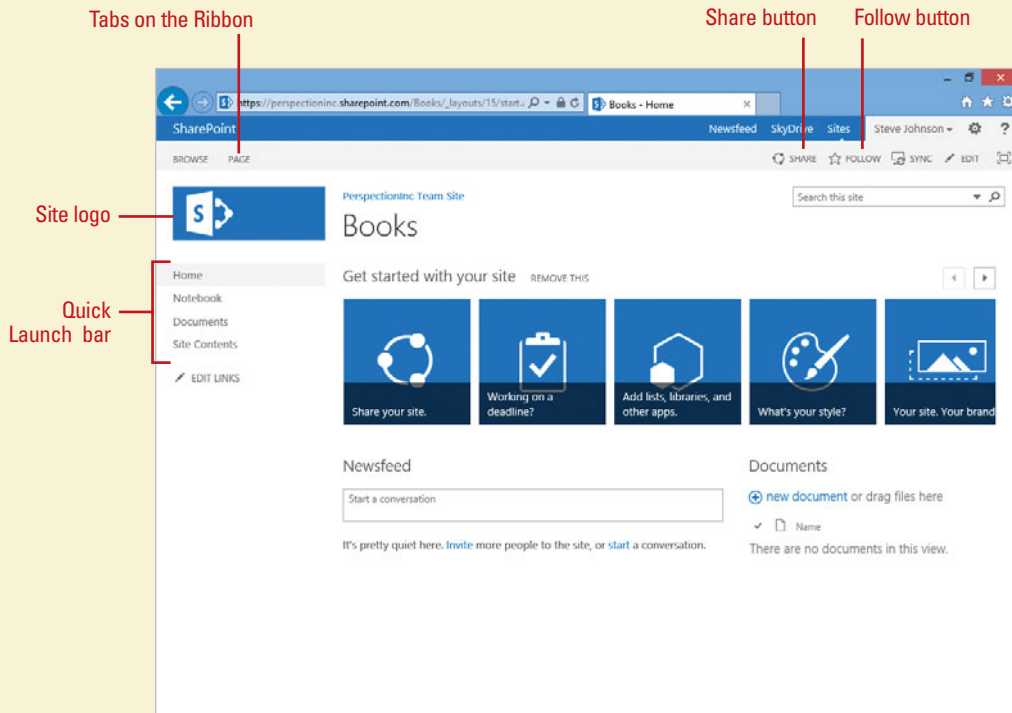 Tabs on the Ribbon
Share button
Follow button
https://perspectioninc.sharepoint.com/Books/_layouts/15/start.
Books - Home
SharePoint
Newsfeed SkyDrive Sites Steve Johnson ?
BROWSE PAGE
SHARE FOLLOW SYNC EDIT
Site logo
S
PerspectionInc Team Site
Books
Search this site
Quick
Launch bar
Home
Notebook
Documents
Site Contents
EDIT LINKS
Get started with your site REMOVE THIS
Share your site.
Working on a
deadline?
Add lists, libraries, and
other apps.
What's your style?
Your site. Your brand
Newsfeed
Start a conversation
It's pretty quiet here. Invite more people to the site, or start a conversation.
Documents
new document or drag files here
Name
There are no documents in this view.